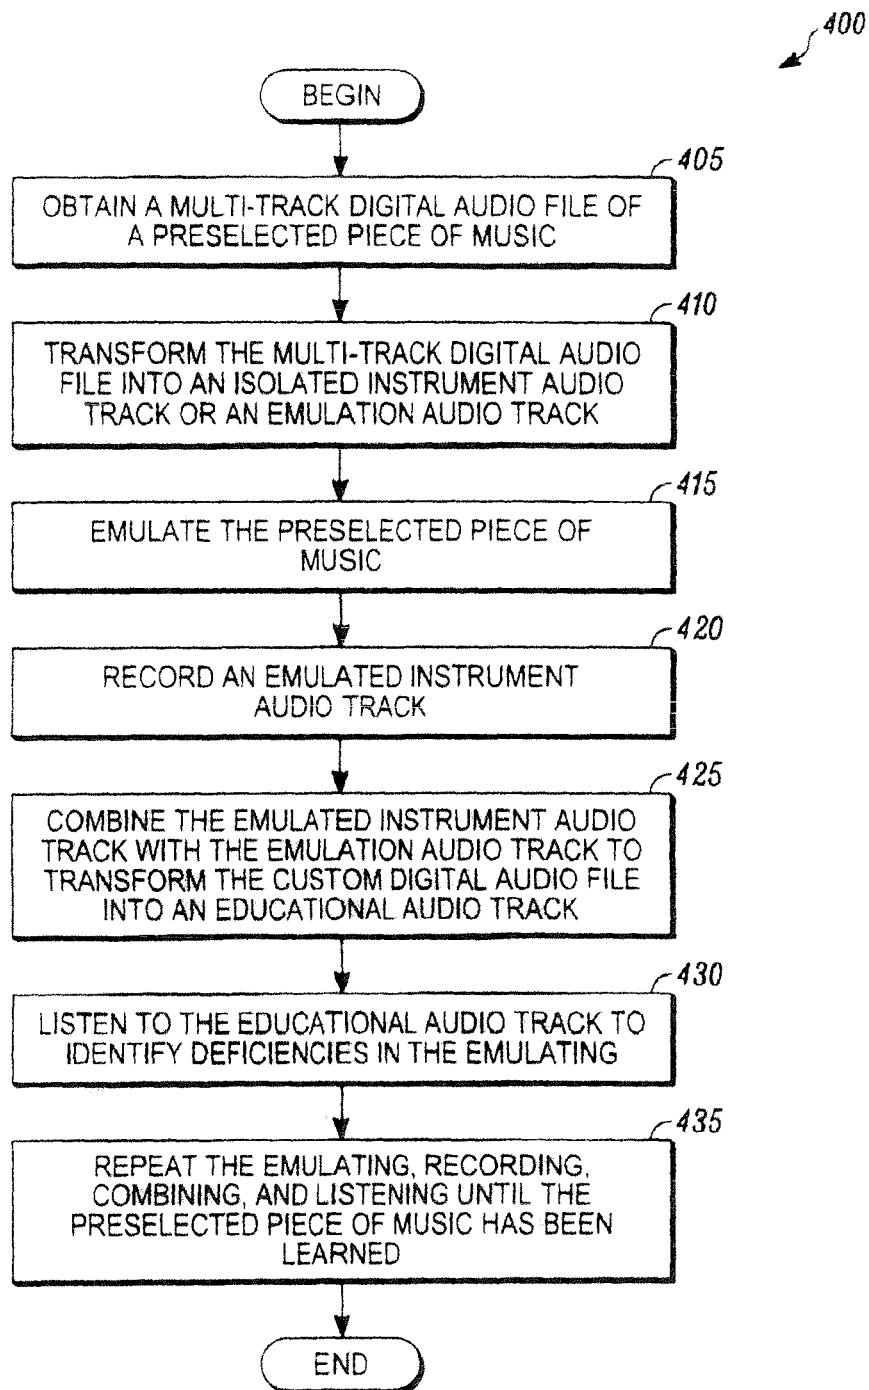 400
BEGIN
405
OBTAIN A MULTI-TRACK DIGITAL AUDIO FILE OF
A PRESELECTED PIECE OF MUSIC
410
TRANSFORM THE MULTI-TRACK DIGITAL AUDIO
FILE INTO AN ISOLATED INSTRUMENT AUDIO
TRACK OR AN EMULATION AUDIO TRACK
415
EMULATE THE PRESELECTED PIECE OF
MUSIC
420
RECORD AN EMULATED INSTRUMENT
AUDIO TRACK
425
COMBINE THE EMULATED INSTRUMENT AUDIO
TRACK WITH THE EMULATION AUDIO TRACK TO
TRANSFORM THE CUSTOM DIGITAL AUDIO FILE
INTO AN EDUCATIONAL AUDIO TRACK
430
LISTEN TO THE EDUCATIONAL AUDIO TRACK TO
IDENTIFY DEFICIENCIES IN THE EMULATING
435
REPEAT THE EMULATING, RECORDING,
COMBINING, AND LISTENING UNTIL THE
PRESELECTED PIECE OF MUSIC HAS BEEN
LEARNED
END